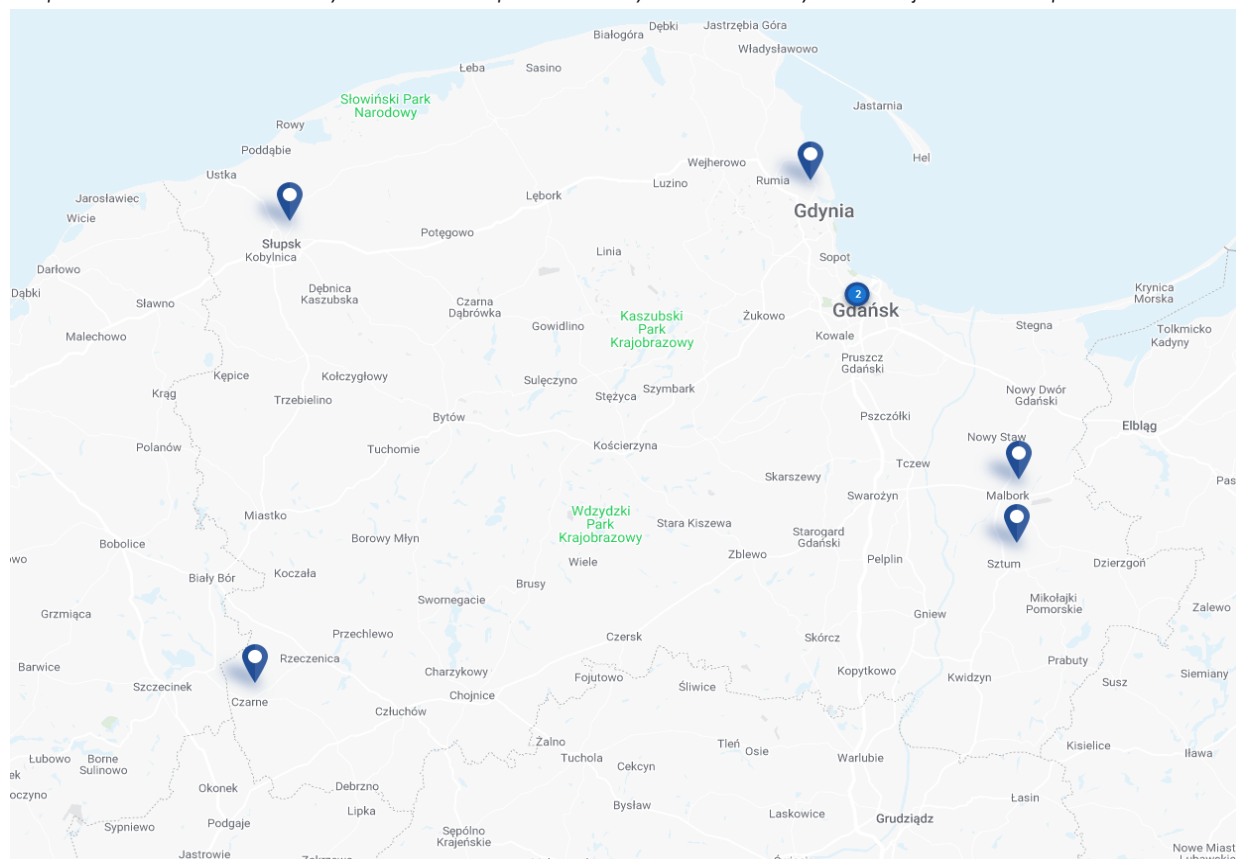 Dębki
Jastrzębia Góra
Białogóra
Władysławowo
Łeba
Sasino
Słowiński Park
Narodowy
Jastarnia
Rowy
Poddąbie
Hel
Wejherowo
Ustka
Rumia
Luzino
Jarosławiec
Lębork
Wicie
Gdynia
Potęgowo
Słupsk
Kobylnica
Linia
Sopot
Darłowo
Dąbki
Dębnica
Kaszubska
Krynica
Morska
2
Sławno
Czarna
Dąbrówka
Gdańsk
Kaszubski
Park
Krajobrazowy
Żukowo
Gowidlino
Stegna
Tolkmicko
Kadyny
Malechowo
Kowale
Pruszcz
Gdański
Kępice
Kołczygłowy
Sulęczyno
Krąg
Szymbark
Stężyca
Nowy Dwór
Gdański
Trzebielino
Bytów
Pszczółki
Elbląg
Nowy Staw
Polanów
Tuchomie
Kościerzyna
Tczew
Skarszewy
Pas
Swarożyn
Malbork
Miastko
Wdzydzki
Park
Krajobrazowy
Stara Kiszewa
Starogard
Gdański
Borowy Młyn
Bobolice
owo
Zblewo
Pelplin
Wiele
Sztum
Dzierzgoń
Biały Bór
Koczała
Brusy
Swornegacie
Mikołajki
Pomorskie
Zalewo
Grzmiąca
Gniew
Przechlewo
Czersk
Skórcz
Rzeczenica
Barwice
Prabuty
Charzykowy
Kopytkowo
Siemiany
Fojutowo
Kwidzyn
Susz
Szczecinek
Śliwice
Chojnice
Czarne
Człuchów
Żalno
Tleń
Osie
Kisielice
Iława
Łubowo
Borne
Sulinowo
Tuchola
Warlubie
Cekcyn
ek
Okonek
Debrzno
oczyno
Lipka
Bysław
Łasin
Laskowice
Grudziądz
Sypniewo
Podgaje
Sępólno
Krajeńskie
Nowe Miast
Jastrowie